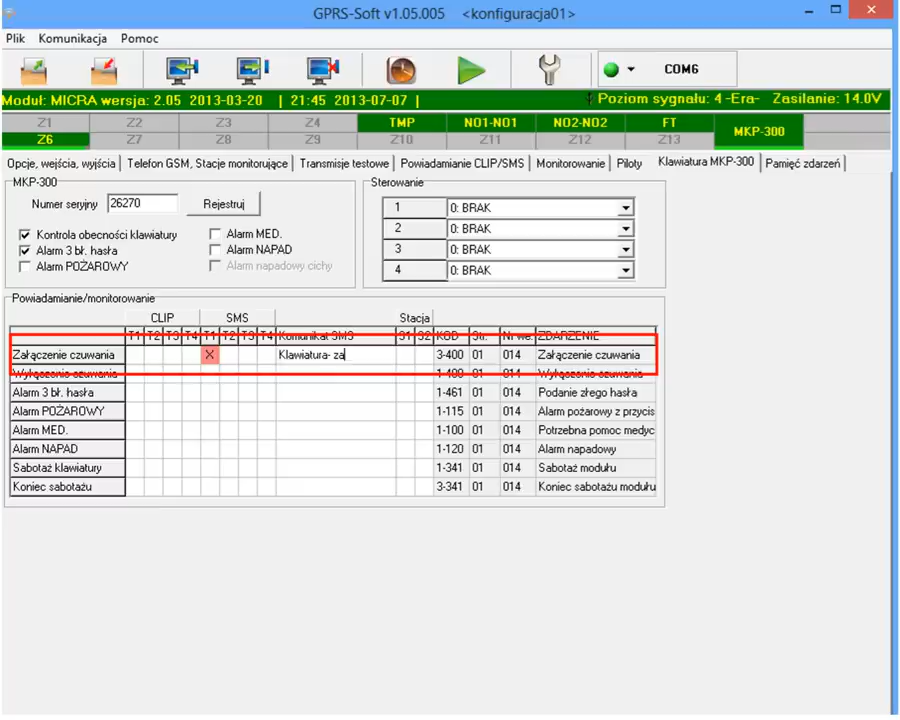 GPRS-Soft v1.05.005 <konfiguracja01>
Plik Komunikacja Pomoc
COM6
Moduł: MICRA wersja: 2.05 2013-03-20 | 21:45 2013-07-07 | Poziom sygnału: 4 -Era- Zasilanie: 14.0V
Z1 Z2 Z3 Z4 TMP NO1-NO1 NO2-NO2 FT MKP-300
Z6 Z7 Z8 Z9 Z10 Z11 Z12 Z13
Opcje, wejścia, wyjścia Telefon GSM, Stacje monitorujące Transmisje testowe Powiadamianie CLIP/SMS Monitorowanie Piloty Klawiatura MKP-300 Pamięć zdarzeń
MKP-300 Sterowanie
Numer seryjny 26270 Rejestruj
Kontrola obecności klawiatury Alarm MED.
Alarm 3 bł. hasła Alarm NAPAD
Alarm POŻAROWY Alarm napadowy cichy
1 0: BRAK
2 0: BRAK
3 0: BRAK
4 0: BRAK
Powiadamianie/monitorowanie
CLIP SMS Stacja
T1 T2 T3 T4 T1 T2 T3 T4 Komunikat SMS S1 S2 KOD Str. Nr we. ZDARZENIE
Załączenie czuwania X Klawiatura- za 3-400 01 014 Załączenie czuwania
Wyłączenie czuwania 1-400 01 014 Wyłączenie czuwania
Alarm 3 bł. hasła 1-461 01 014 Podanie złego hasła
Alarm POŻAROWY 1-115 01 014 Alarm pożarowy z przycis
Alarm MED. 1-100 01 014 Potrzebna pomoc medyc
Alarm NAPAD 1-120 01 014 Alarm napadowy
Sabotaż klawiatury 1-341 01 014 Sabotaż modułu
Koniec sabotażu 3-341 01 014 Koniec sabotażu modułu